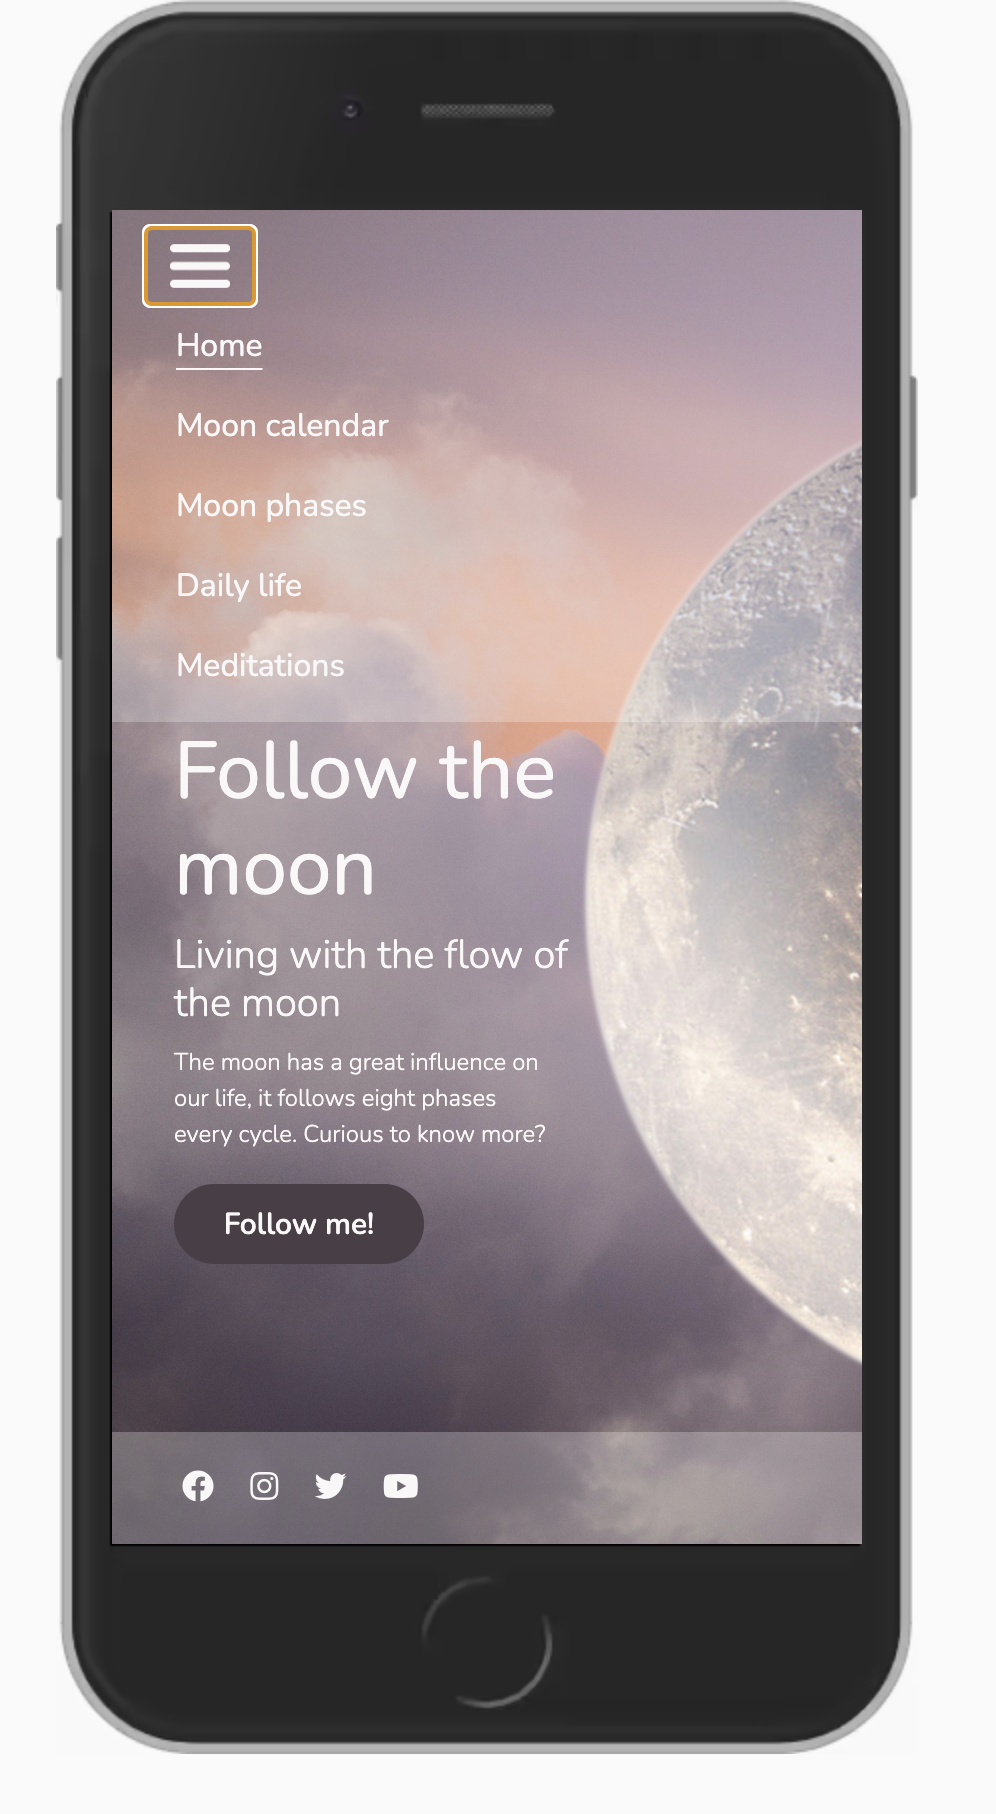 Home
Moon calendar
Moon phases
Daily life
Meditations
Follow the
moon
Living with the flow of
the moon
The moon has a great influence on
our life, it follows eight phases
every cycle. Curious to know more?
Follow me!